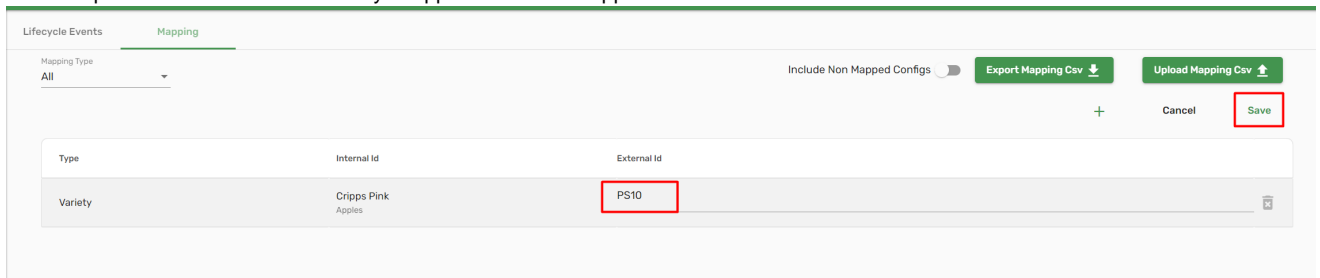 Lifecycle Events Mapping
Mapping Type
All
Include Non Mapped Configs Export Mapping Csv Upload Mapping Csv
+ Cancel Save
Type Internal Id External Id
Variety Cripps Pink PS10
Apples